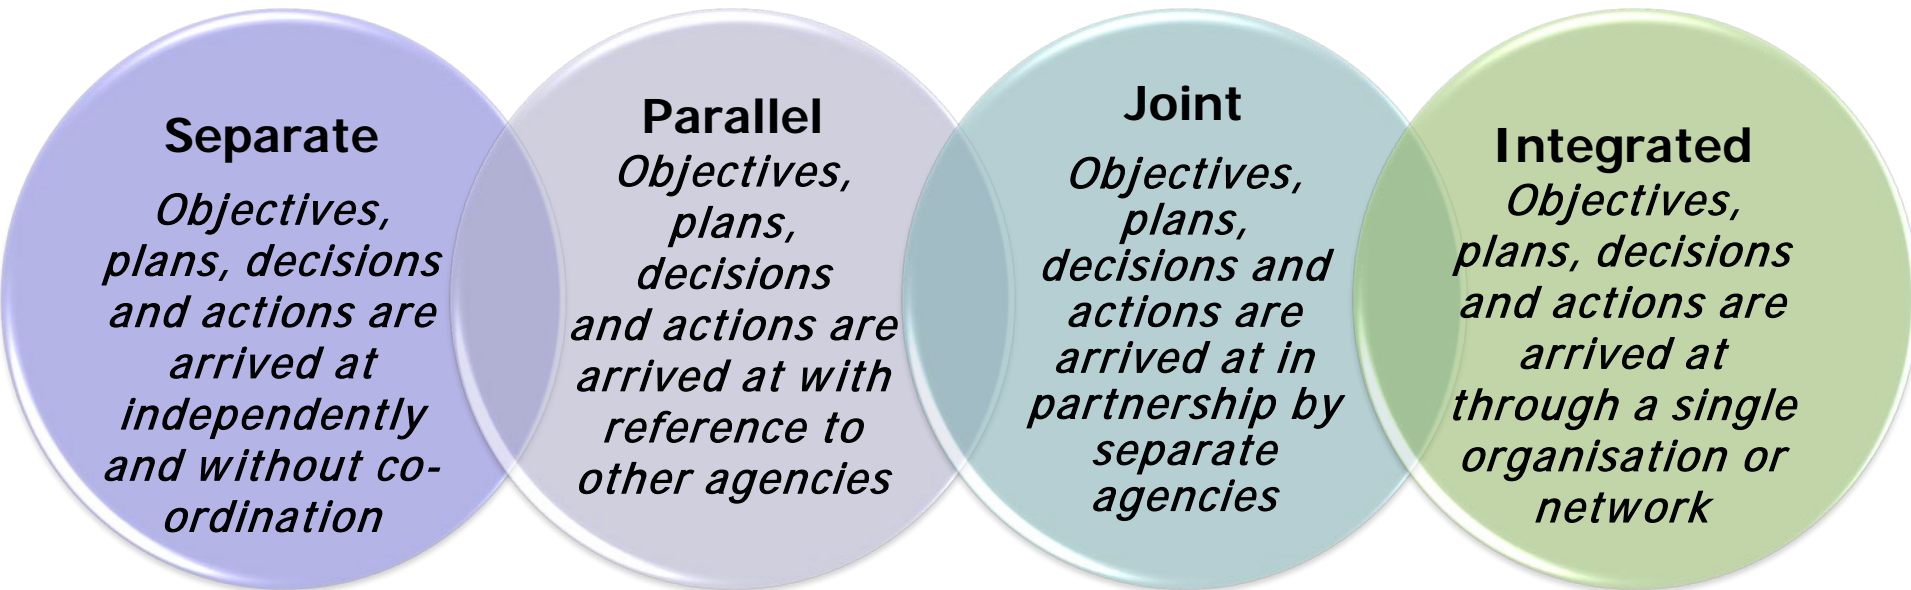 Separate
Objectives,
plans, decisions
and actions are
arrived at
independently
and without co-
ordination
Parallel
Objectives,
plans,
decisions
and actions are
arrived at with
reference to
other agencies
Joint
Objectives,
plans,
decisions and
actions are
arrived at in
partnership by
separate
agencies
Integrated
Objectives,
plans, decisions
and actions are
arrived at
through a single
organisation or
network